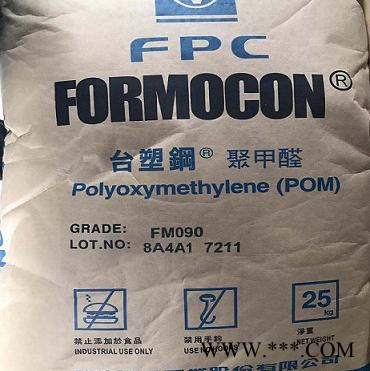 FPC
FORMOCON®
台塑鋼® 聚甲醛
Polyoxymethylene (POM)
GRADE: FM090
LOT.NO: 8A4A1 7211
25
kg
禁止添加於食品
INDUSTRIAL USE ONLY
禁用手鉤
USE NO HOOKS
淨重
NET WEIGHT
WWW.***.COM